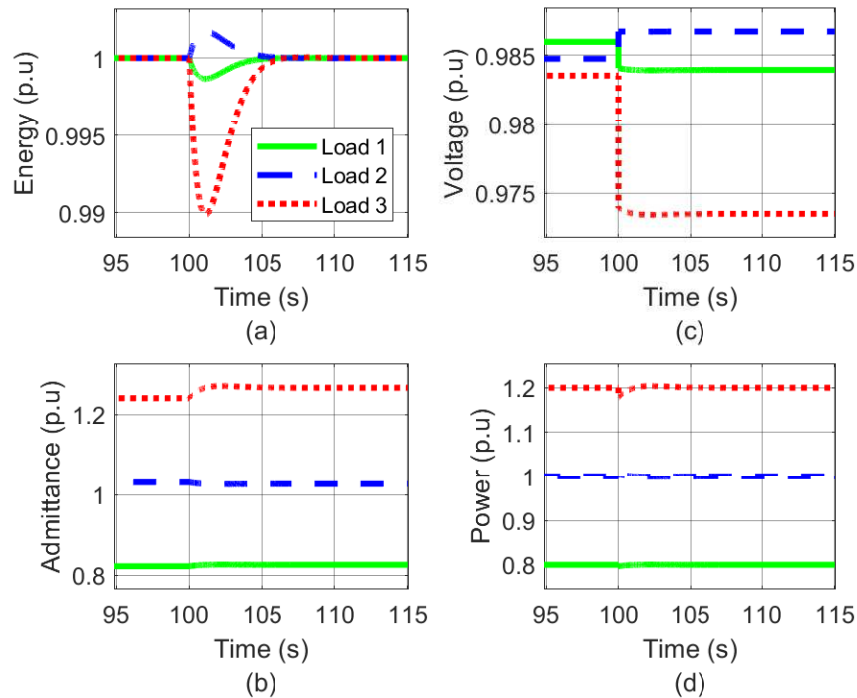 1
0.995
0.99
Energy (p.u)
Load 1
Load 2
Load 3
95 100 105 110 115
Time (s)
(a)
0.985
0.98
0.975
Voltage (p.u)
95 100 105 110 115
Time (s)
(c)
1.2
1
0.8
Admittance (p.u)
95 100 105 110 115
Time (s)
(b)
1.2
1.1
1
0.9
0.8
Power (p.u)
95 100 105 110 115
Time (s)
(d)